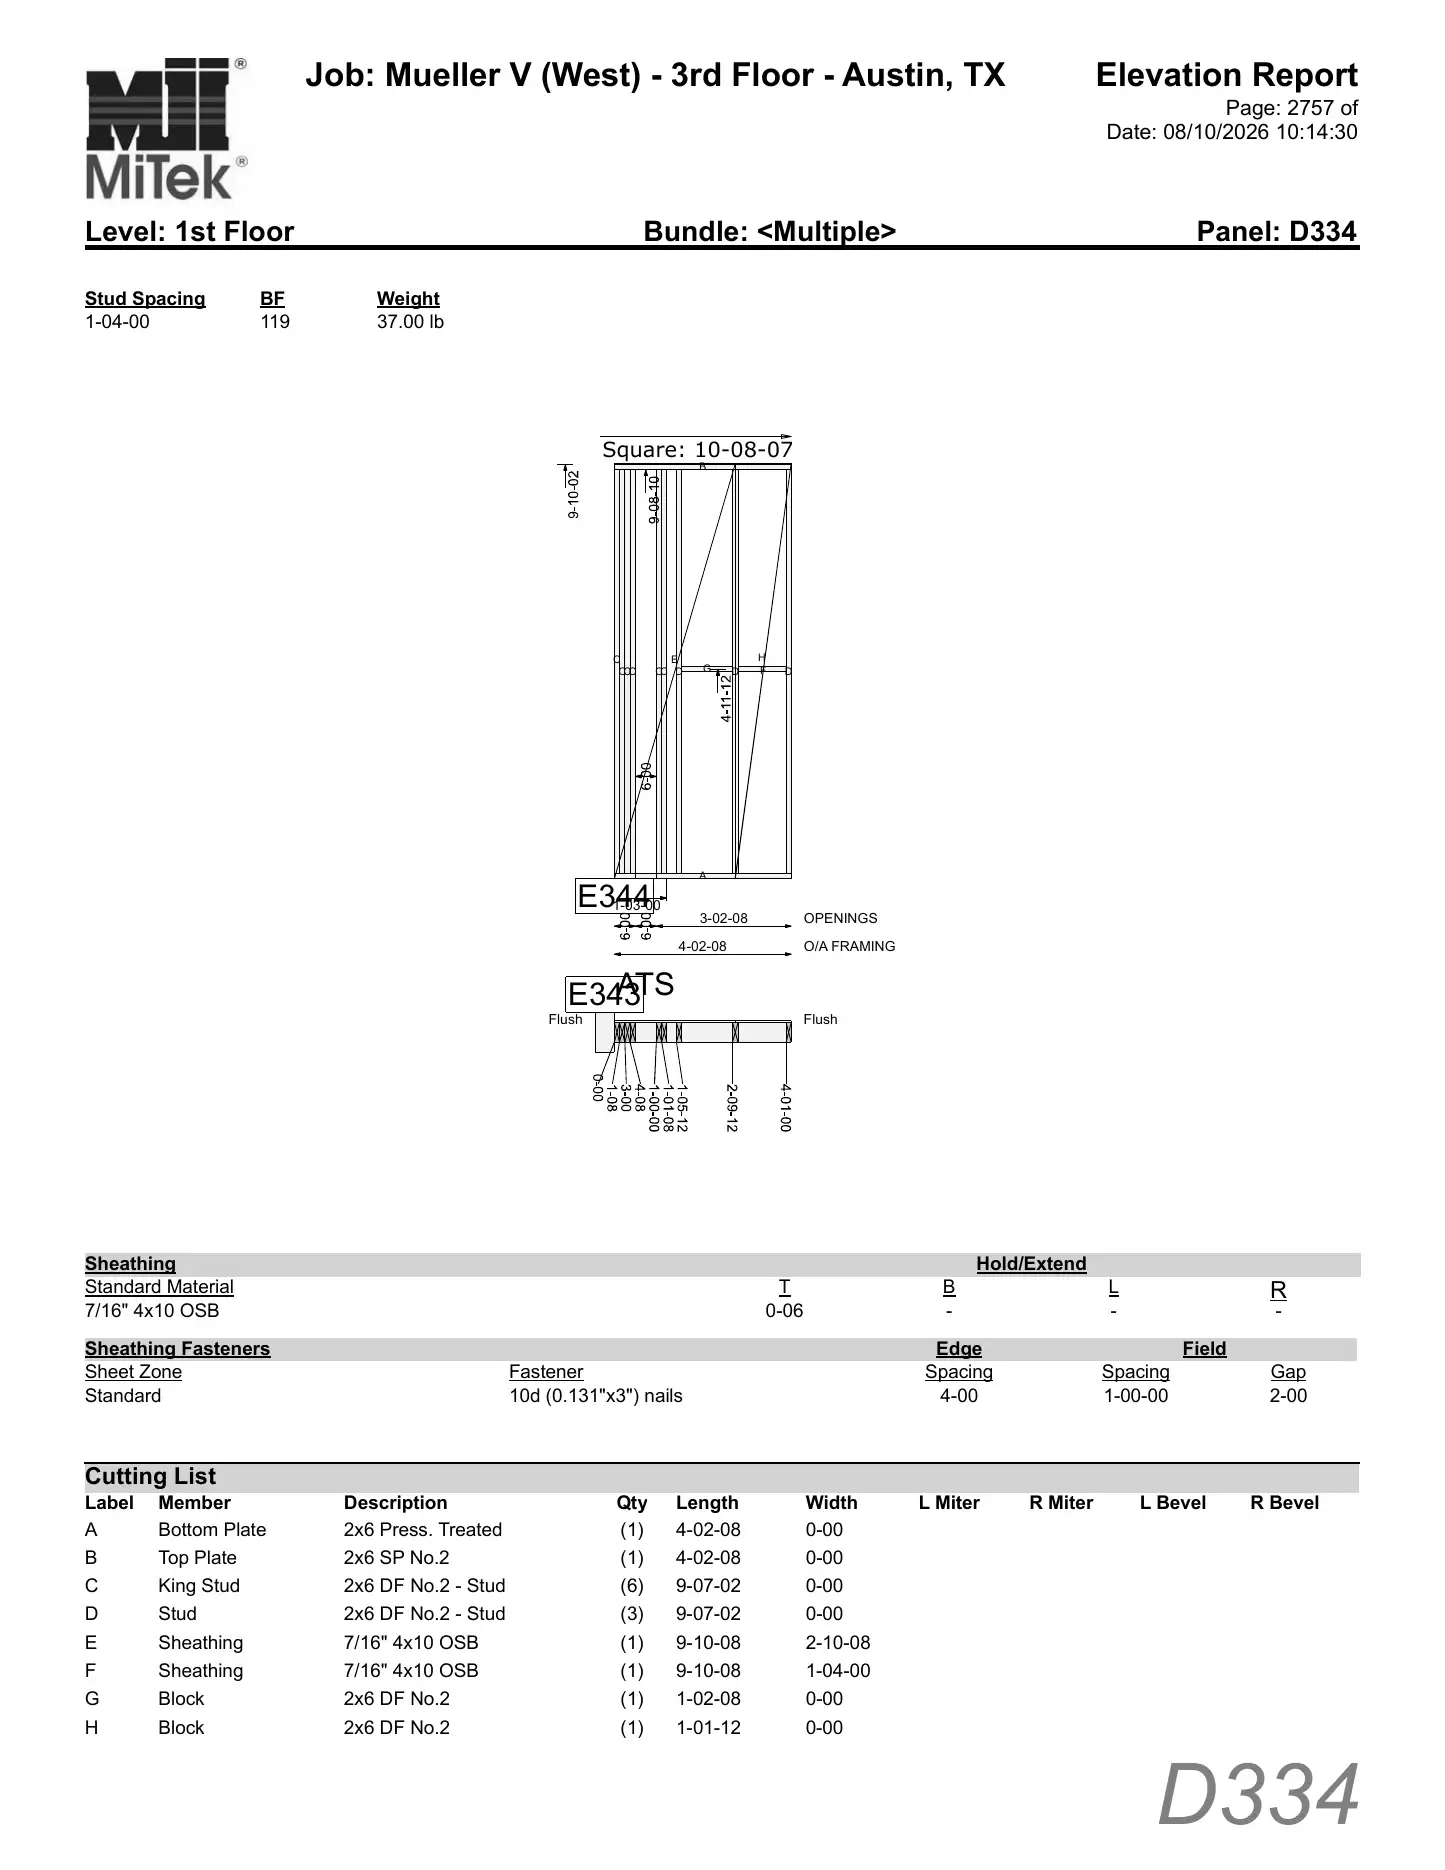 Job: Mueller V (West) - 3rd Floor - Austin, TX
Elevation Report
Page: 2757 of
Date: 08/10/2026 10:14:30
MiTek®
Level: 1st Floor Bundle: <Multiple> Panel: D334
Stud Spacing BF Weight
1-04-00 119 37.00 lb
Square: 10-08-07
B
9-10-02
9-08-10
C E H
G F
4-11-12
6-00
A
E344
1-03-00
6-00 6-00 3-02-08 OPENINGS
4-02-08 O/A FRAMING
ATS
E343
Flush Flush
0-00 1-08 3-00 4-08 1-00-00 1-01-08 1-05-12 2-09-12 4-01-00
Sheathing Hold/Extend
Standard Material T B L R
7/16" 4x10 OSB 0-06 - - -
Sheathing Fasteners Edge Field
Sheet Zone Fastener Spacing Spacing Gap
Standard 10d (0.131"x3") nails 4-00 1-00-00 2-00
Cutting List
Label Member Description Qty Length Width L Miter R Miter L Bevel R Bevel
A Bottom Plate 2x6 Press. Treated (1) 4-02-08 0-00
B Top Plate 2x6 SP No.2 (1) 4-02-08 0-00
C King Stud 2x6 DF No.2 - Stud (6) 9-07-02 0-00
D Stud 2x6 DF No.2 - Stud (3) 9-07-02 0-00
E Sheathing 7/16" 4x10 OSB (1) 9-10-08 2-10-08
F Sheathing 7/16" 4x10 OSB (1) 9-10-08 1-04-00
G Block 2x6 DF No.2 (1) 1-02-08 0-00
H Block 2x6 DF No.2 (1) 1-01-12 0-00
D334